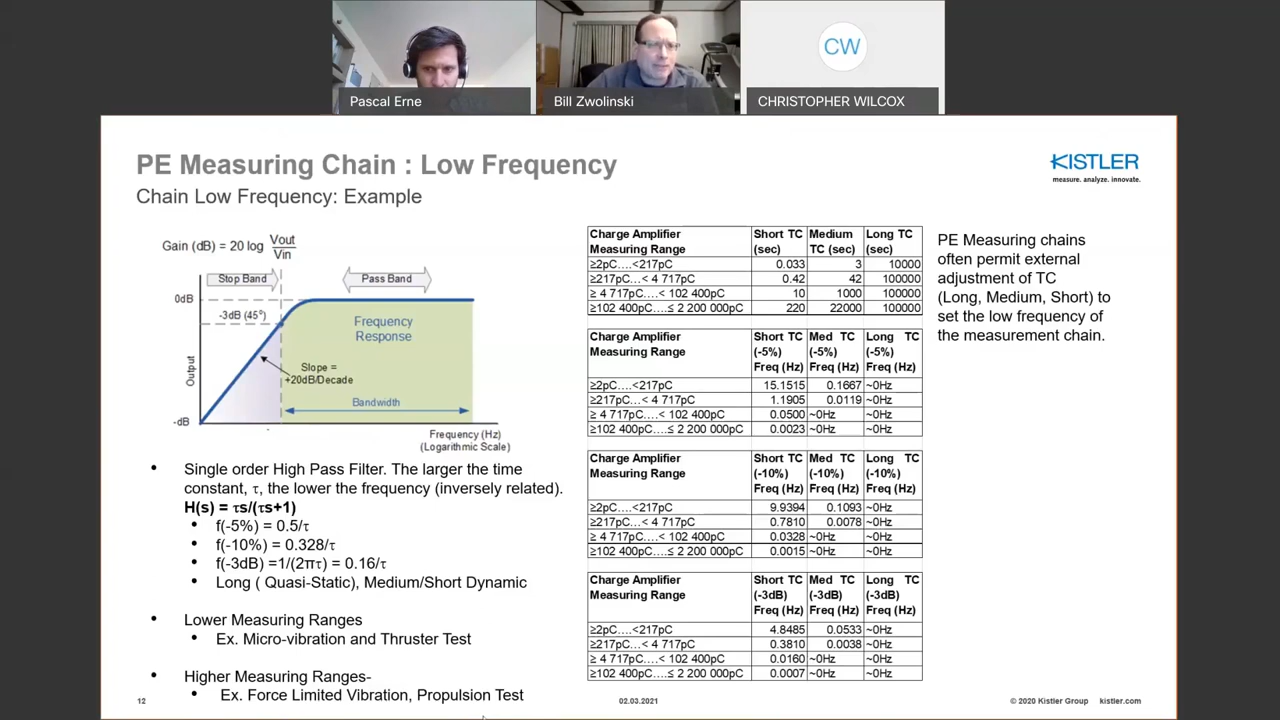 Pascal Erne
Bill Zwolinski
CW
CHRISTOPHER WILCOX
PE Measuring Chain : Low Frequency
Chain Low Frequency: Example
KISTLER
measure. analyze. innovate.
Gain (dB) = 20 log Vout
Vin
Stop Band
Pass Band
0dB
-3dB (45°)
Frequency
Response
Output
Slope =
+20dB/Decade
Bandwidth
-dB
Frequency (Hz)
(Logarithmic Scale)
• Single order High Pass Filter. The larger the time
constant, τ, the lower the frequency (inversely related).
H(s) = τs/(τs+1)
• f(-5%) = 0.5/τ
• f(-10%) = 0.328/τ
• f(-3dB) =1/(2πτ) = 0.16/τ
• Long ( Quasi-Static), Medium/Short Dynamic
• Lower Measuring Ranges
• Ex. Micro-vibration and Thruster Test
• Higher Measuring Ranges-
• Ex. Force Limited Vibration, Propulsion Test
Charge Amplifier Short TC Medium Long TC
Measuring Range (sec) TC (sec) (sec)
≥2pC….<217pC 0.033 3 10000
≥217pC…< 4 717pC 0.42 42 100000
≥ 4 717pC….< 102 400pC 10 1000 100000
≥102 400pC….≤ 2 200 000pC 220 22000 100000
Charge Amplifier Short TC Med TC Long TC
Measuring Range (-5%) (-5%) (-5%)
Freq (Hz) Freq (Hz) Freq (Hz)
≥2pC….<217pC 15.1515 0.1667 ~0Hz
≥217pC…< 4 717pC 1.1905 0.0119 ~0Hz
≥ 4 717pC….< 102 400pC 0.0500 ~0Hz ~0Hz
≥102 400pC….≤ 2 200 000pC 0.0023 ~0Hz ~0Hz
Charge Amplifier Short TC Med TC Long TC
Measuring Range (-10%) (-10%) (-10%)
Freq (Hz) Freq (Hz) Freq (Hz)
≥2pC….<217pC 9.9394 0.1093 ~0Hz
≥217pC…< 4 717pC 0.7810 0.0078 ~0Hz
≥ 4 717pC….< 102 400pC 0.0328 ~0Hz ~0Hz
≥102 400pC….≤ 2 200 000pC 0.0015 ~0Hz ~0Hz
Charge Amplifier Short TC Med TC Long TC
Measuring Range (-3dB) (-3dB) (-3dB)
Freq (Hz) Freq (Hz) Freq (Hz)
≥2pC….<217pC 4.8485 0.0533 ~0Hz
≥217pC…< 4 717pC 0.3810 0.0038 ~0Hz
≥ 4 717pC….< 102 400pC 0.0160 ~0Hz ~0Hz
≥102 400pC….≤ 2 200 000pC 0.0007 ~0Hz ~0Hz
PE Measuring chains
often permit external
adjustment of TC
(Long, Medium, Short) to
set the low frequency of
the measurement chain.
12
02.03.2021
© 2020 Kistler Group kistler.com